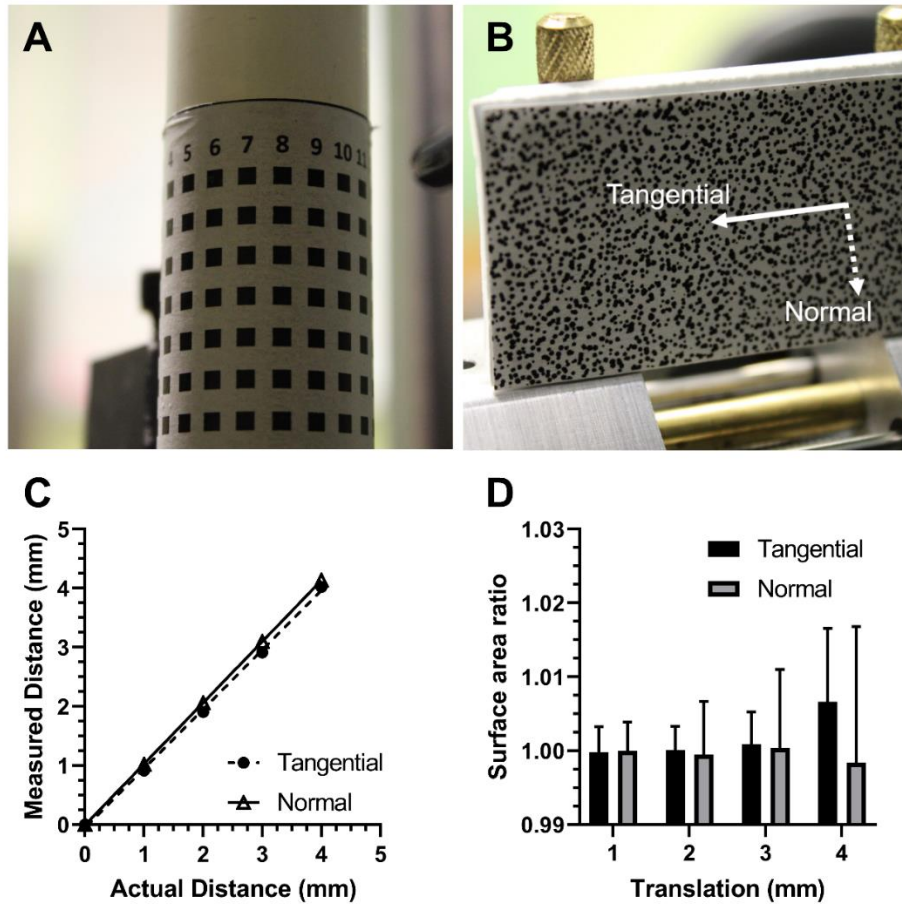 A
4 5 6 7 8 9 10 11
B
Tangential
Normal
C
Measured Distance (mm)
5
4
3
2
1
0
Tangential
Normal
0 1 2 3 4 5
Actual Distance (mm)
D
Surface area ratio
1.03
1.02
1.01
1.00
0.99
Tangential
Normal
1 2 3 4
Translation (mm)